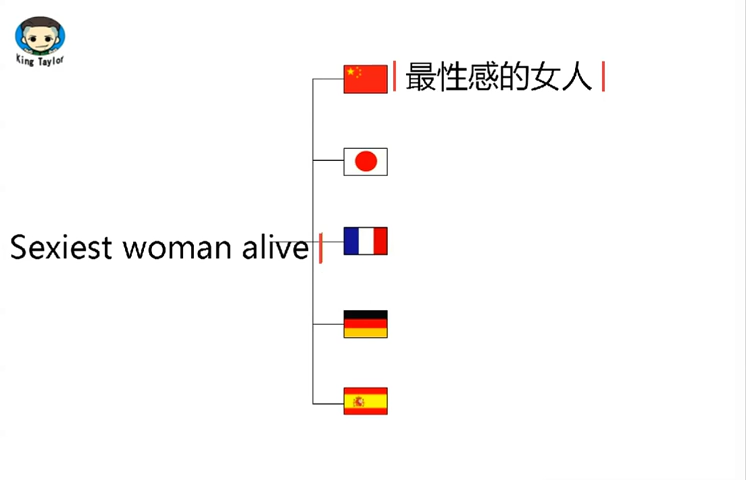 King Taylor
最性感的女人
Sexiest woman alive